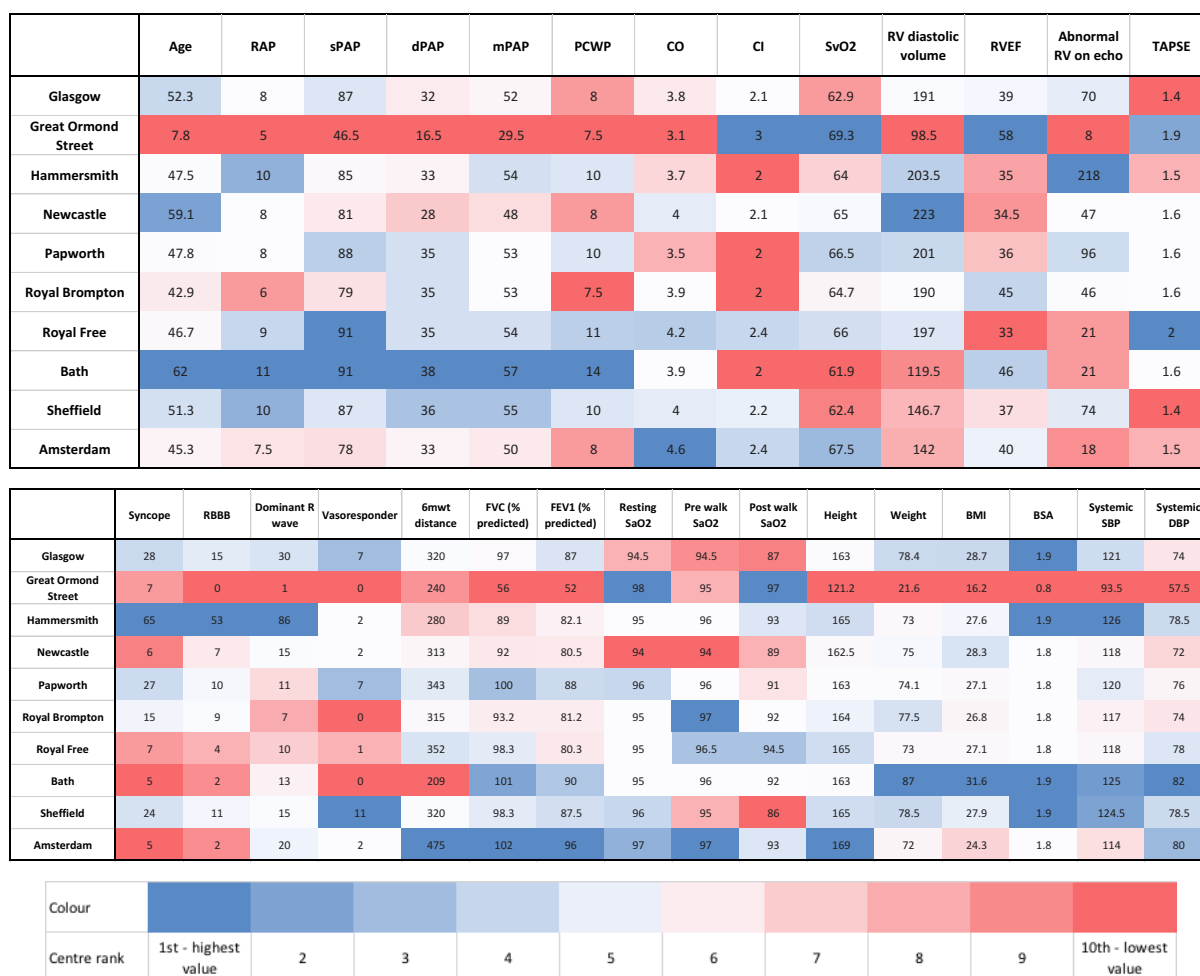 Age RAP sPAP dPAP mPAP PCWP CO CI SvO2 RV diastolic volume RVEF Abnormal RV on echo TAPSE
Glasgow 52.3 8 87 32 52 8 3.8 2.1 62.9 191 39 70 1.4
Great Ormond Street 7.8 5 46.5 16.5 29.5 7.5 3.1 3 69.3 98.5 58 8 1.9
Hammersmith 47.5 10 85 33 54 10 3.7 2 64 203.5 35 218 1.5
Newcastle 59.1 8 81 28 48 8 4 2.1 65 223 34.5 47 1.6
Papworth 47.8 8 88 35 53 10 3.5 2 66.5 201 36 96 1.6
Royal Brompton 42.9 6 79 35 53 7.5 3.9 2 64.7 190 45 46 1.6
Royal Free 46.7 9 91 35 54 11 4.2 2.4 66 197 33 21 2
Bath 62 11 91 38 57 14 3.9 2 61.9 119.5 46 21 1.6
Sheffield 51.3 10 87 36 55 10 4 2.2 62.4 146.7 37 74 1.4
Amsterdam 45.3 7.5 78 33 50 8 4.6 2.4 67.5 142 40 18 1.5
Syncope RBBB Dominant R wave Vasoresponder 6mwt distance FVC (% predicted) FEV1 (% predicted) Resting SaO2 Pre walk SaO2 Post walk SaO2 Height Weight BMI BSA Systemic SBP Systemic DBP
Glasgow 28 15 30 7 320 97 87 94.5 94.5 87 163 78.4 28.7 1.9 121 74
Great Ormond Street 7 0 1 0 240 56 52 98 95 97 121.2 21.6 16.2 0.8 93.5 57.5
Hammersmith 65 53 86 2 280 89 82.1 95 96 93 165 73 27.6 1.9 126 78.5
Newcastle 6 7 15 2 313 92 80.5 94 94 89 162.5 75 28.3 1.8 118 72
Papworth 27 10 11 7 343 100 88 96 96 91 163 74.1 27.1 1.8 120 76
Royal Brompton 15 9 7 0 315 93.2 81.2 95 97 92 164 77.5 26.8 1.8 117 74
Royal Free 7 4 10 1 352 98.3 80.3 95 96.5 94.5 165 73 27.1 1.8 118 78
Bath 5 2 13 0 209 101 90 95 96 92 163 87 31.6 1.9 125 82
Sheffield 24 11 15 11 320 98.3 87.5 96 95 86 165 78.5 27.9 1.9 124.5 78.5
Amsterdam 5 2 20 2 475 102 96 97 97 93 169 72 24.3 1.8 114 80
Colour
Centre rank 1st - highest value 2 3 4 5 6 7 8 9 10th - lowest value